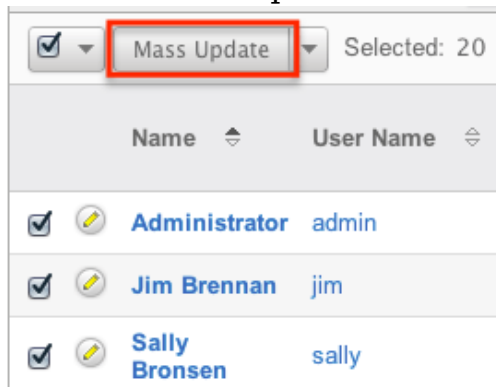 Mass Update Selected: 20
Name User Name
Administrator admin
Jim Brennan jim
Sally
Bronsen sally